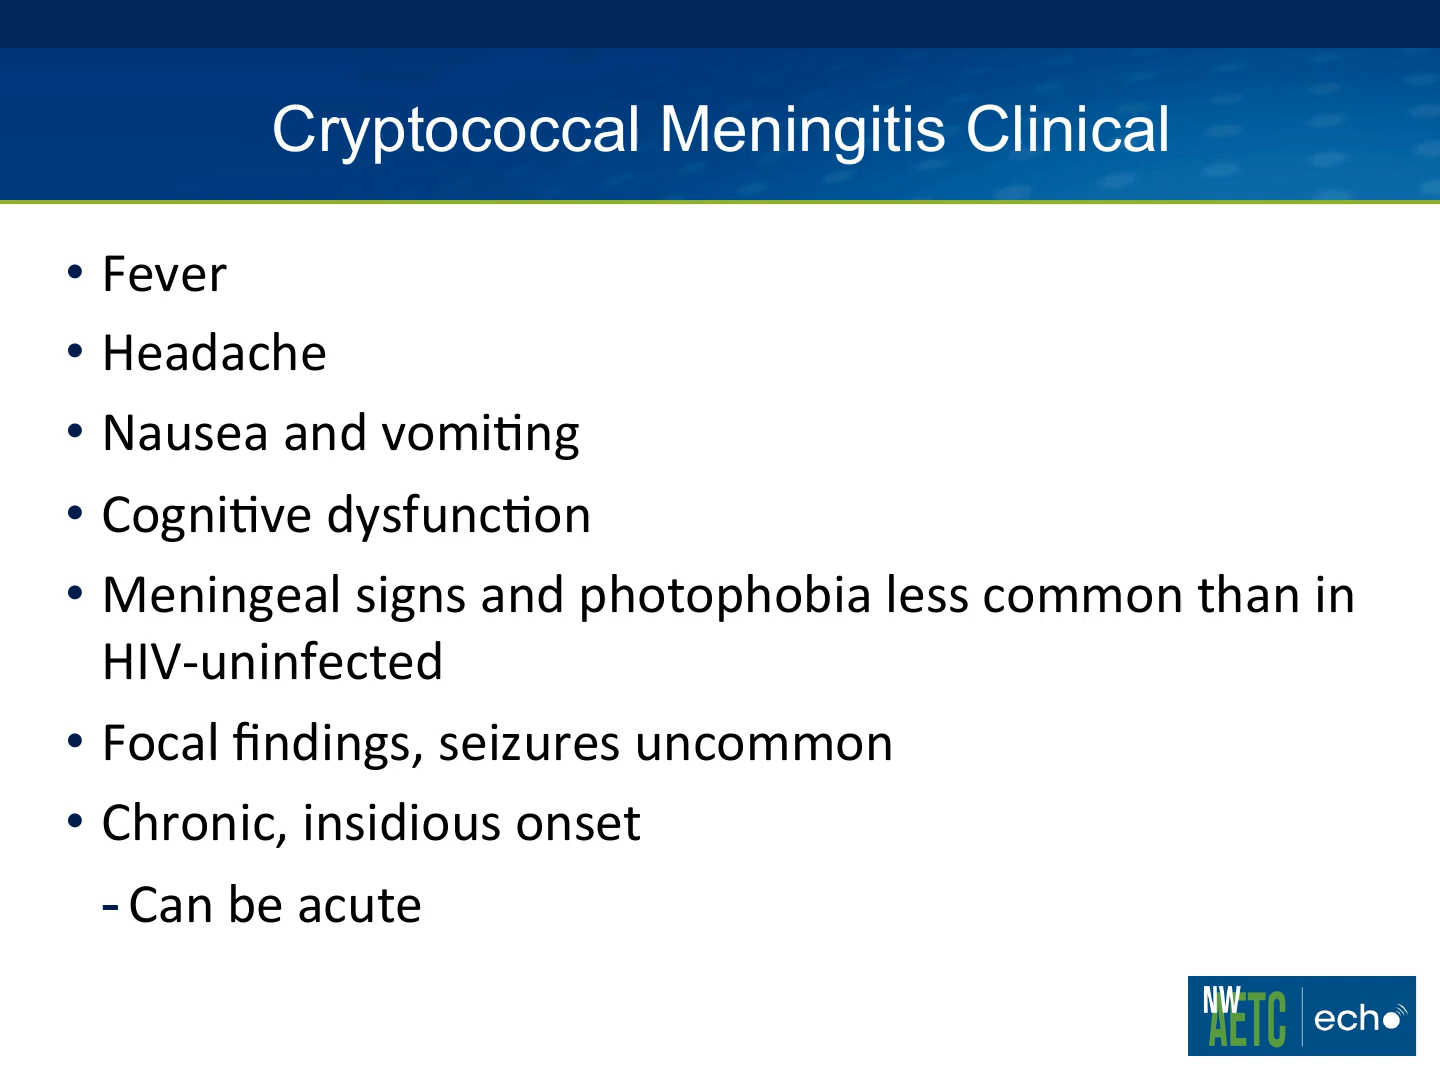 Cryptococcal Meningitis Clinical
• Fever
• Headache
• Nausea and vomiting
• Cognitive dysfunction
• Meningeal signs and photophobia less common than in
HIV-uninfected
• Focal findings, seizures uncommon
• Chronic, insidious onset
- Can be acute
NW
AETC
echo